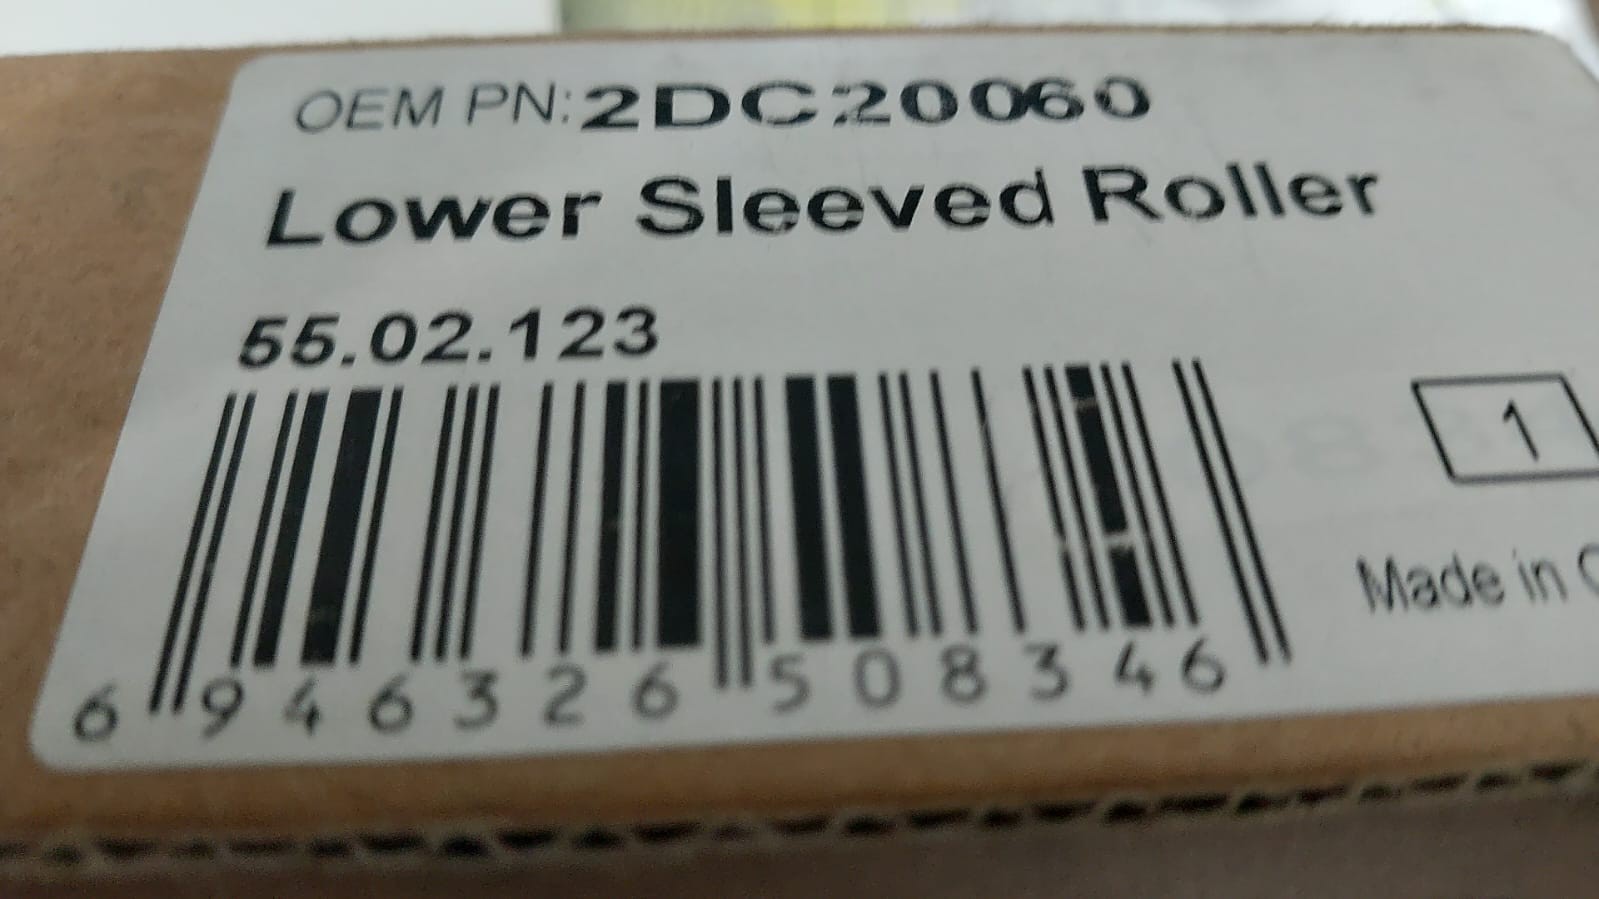 OEM PN:2DC20060
Lower Sleeved Roller
55.02.123
1
Made in
6 946326 508346